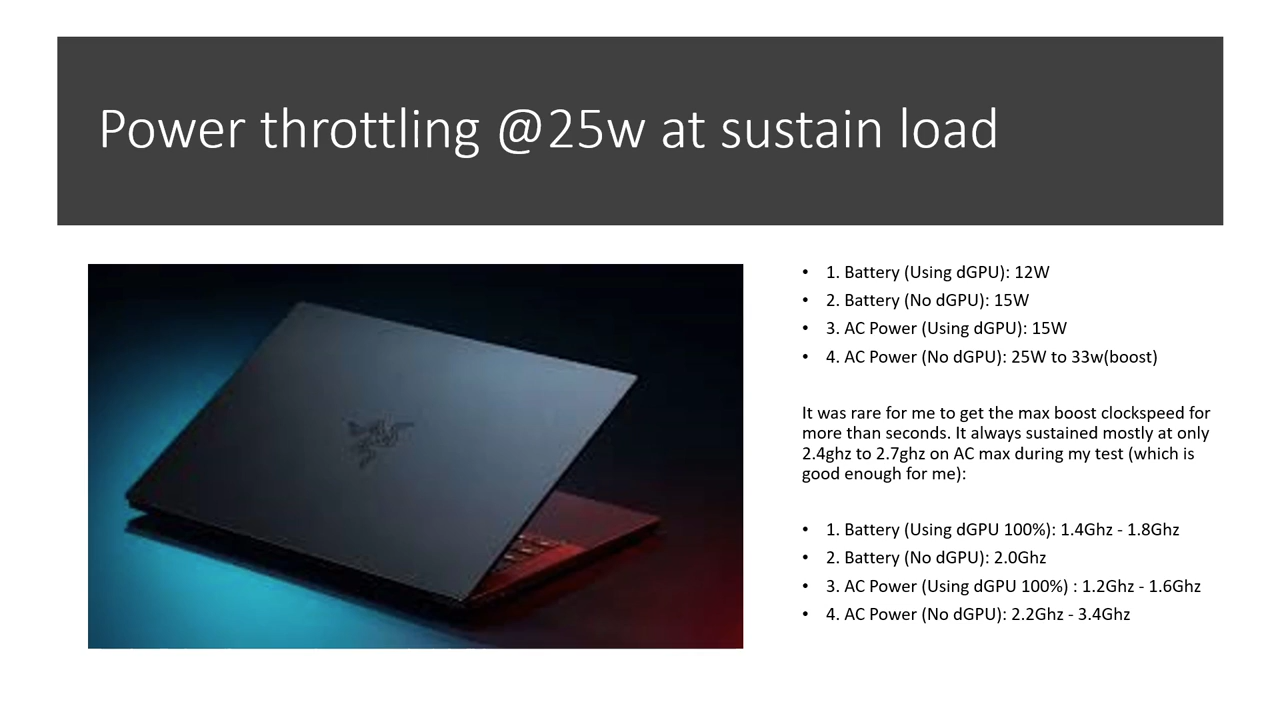 Power throttling @25w at sustain load
• 1. Battery (Using dGPU): 12W
• 2. Battery (No dGPU): 15W
• 3. AC Power (Using dGPU): 15W
• 4. AC Power (No dGPU): 25W to 33w(boost)
It was rare for me to get the max boost clockspeed for
more than seconds. It always sustained mostly at only
2.4ghz to 2.7ghz on AC max during my test (which is
good enough for me):
• 1. Battery (Using dGPU 100%): 1.4Ghz - 1.8Ghz
• 2. Battery (No dGPU): 2.0Ghz
• 3. AC Power (Using dGPU 100%) : 1.2Ghz - 1.6Ghz
• 4. AC Power (No dGPU): 2.2Ghz - 3.4Ghz